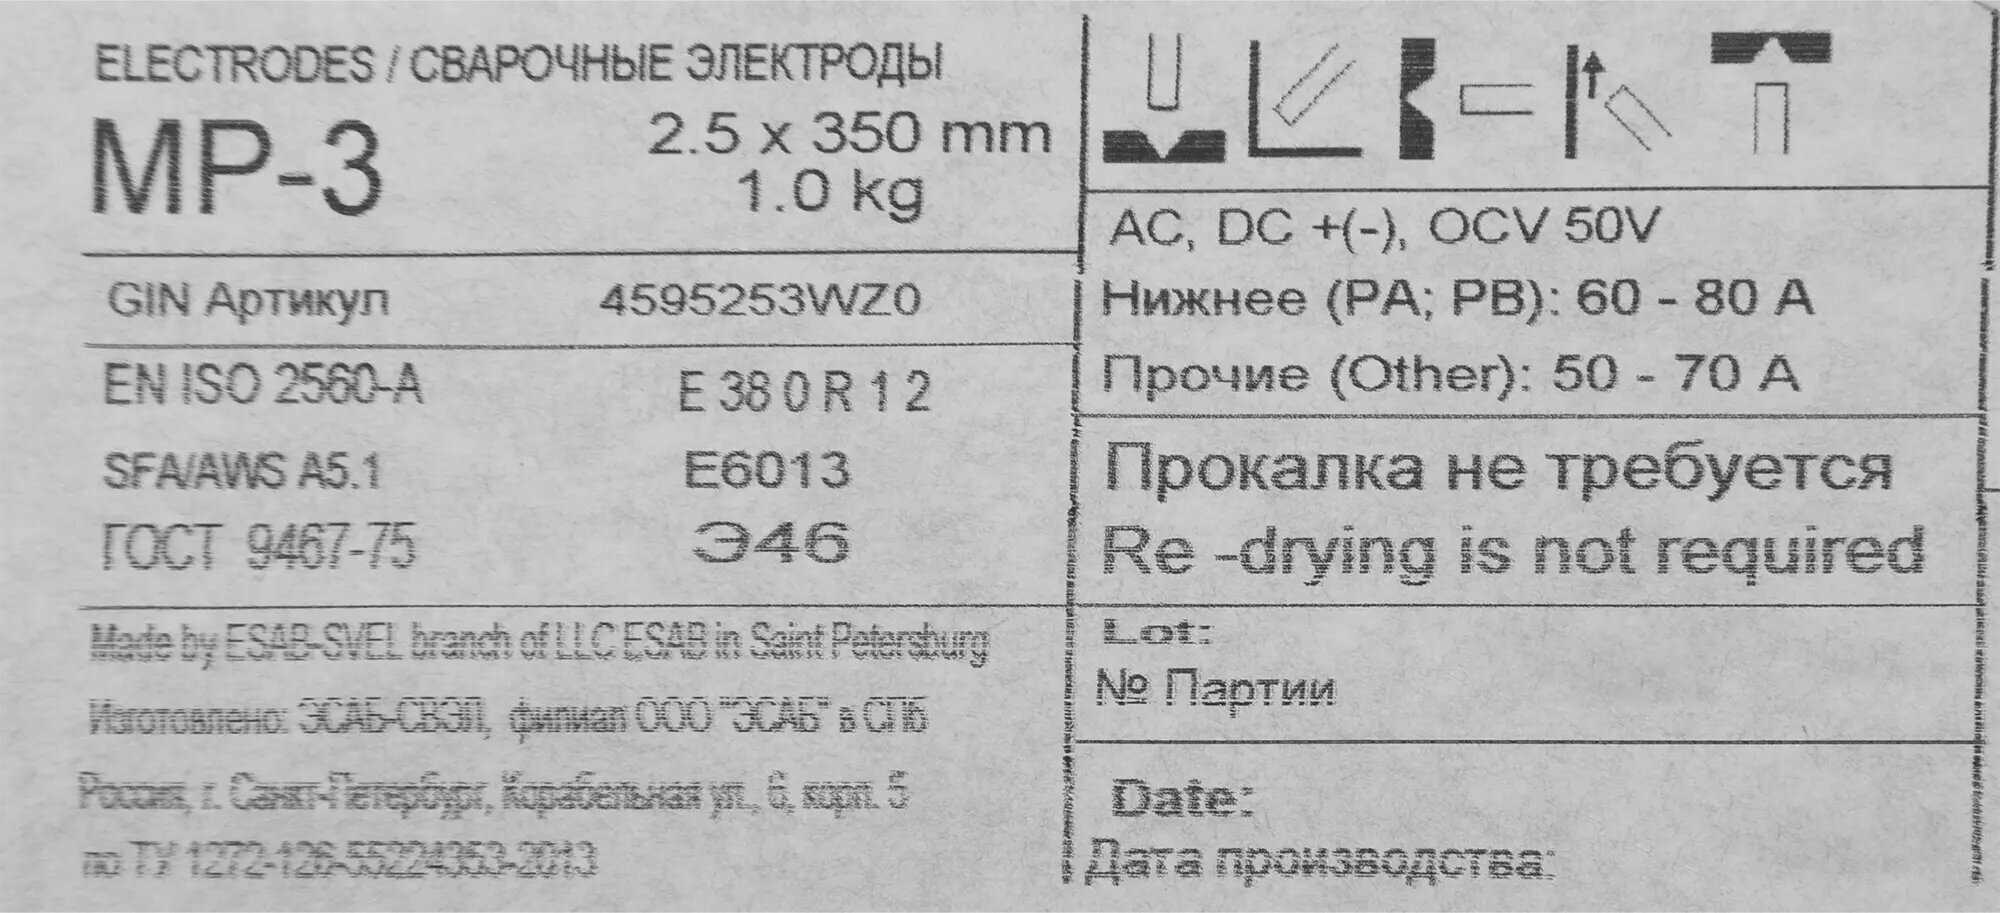 ELECTRODES / СВАРОЧНЫЕ ЭЛЕКТРОДЫ
МР-3
2.5 x 350 mm
1.0 kg
GIN Артикул 4595253WZ0
EN ISO 2560-A E 38 0 R 1 2
SFA/AWS A5.1 E6013
ГОСТ 9467-75 Э46
Made by ESAB-SVEL branch of LLC ESAB in Saint Petersburg
Изготовлено: ЭСАБ-СВЭЛ, филиал ООО "ЭСАБ" в СПб
Россия, г. Санкт-Петербург, Корабельная ул., 6, корп. 5
по ТУ 1272-126-55224353-2013
AC, DC +(-), OCV 50V
Нижнее (PA; PB): 60 - 80 A
Прочие (Other): 50 - 70 A
Прокалка не требуется
Re -drying is not required
Lot:
№ Партии
Date:
Дата производства: